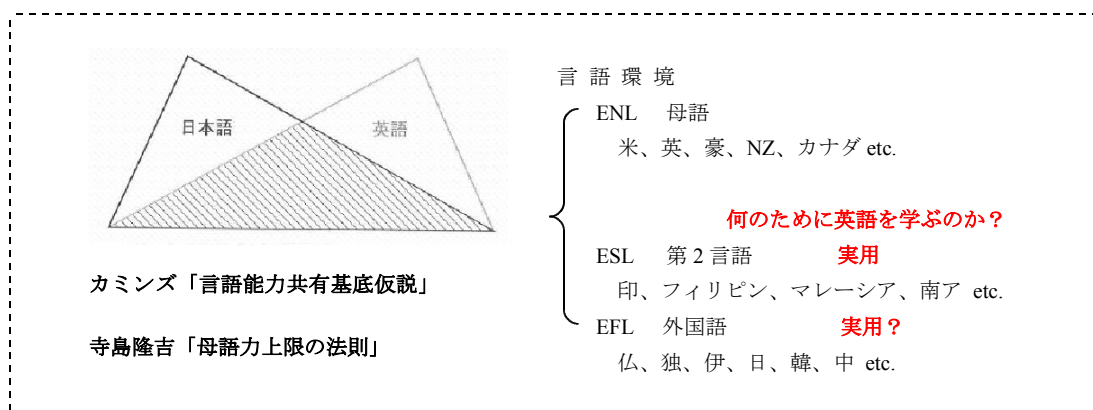 日本語
英語
カミンズ「言語能力共有基底仮説」
寺島隆吉「母語力上限の法則」
言 語 環 境
ENL 母語
米、英、豪、NZ、カナダ etc.
何のために英語を学ぶのか？
ESL 第2言語 実用
印、フィリピン、マレーシア、南ア etc.
EFL 外国語 実用？
仏、独、伊、日、韓、中 etc.